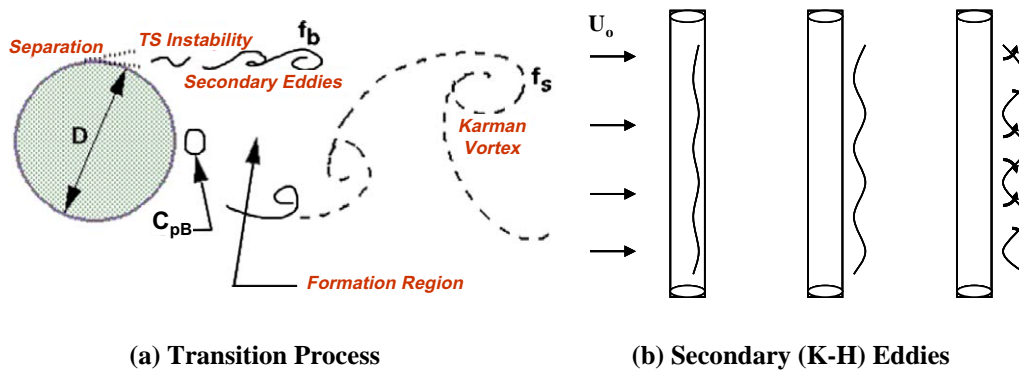 Separation
TS Instability
f_b
Secondary Eddies
D
f_s
Karman
Vortex
C_pB
Formation Region
(a) Transition Process
U_o
(b) Secondary (K-H) Eddies